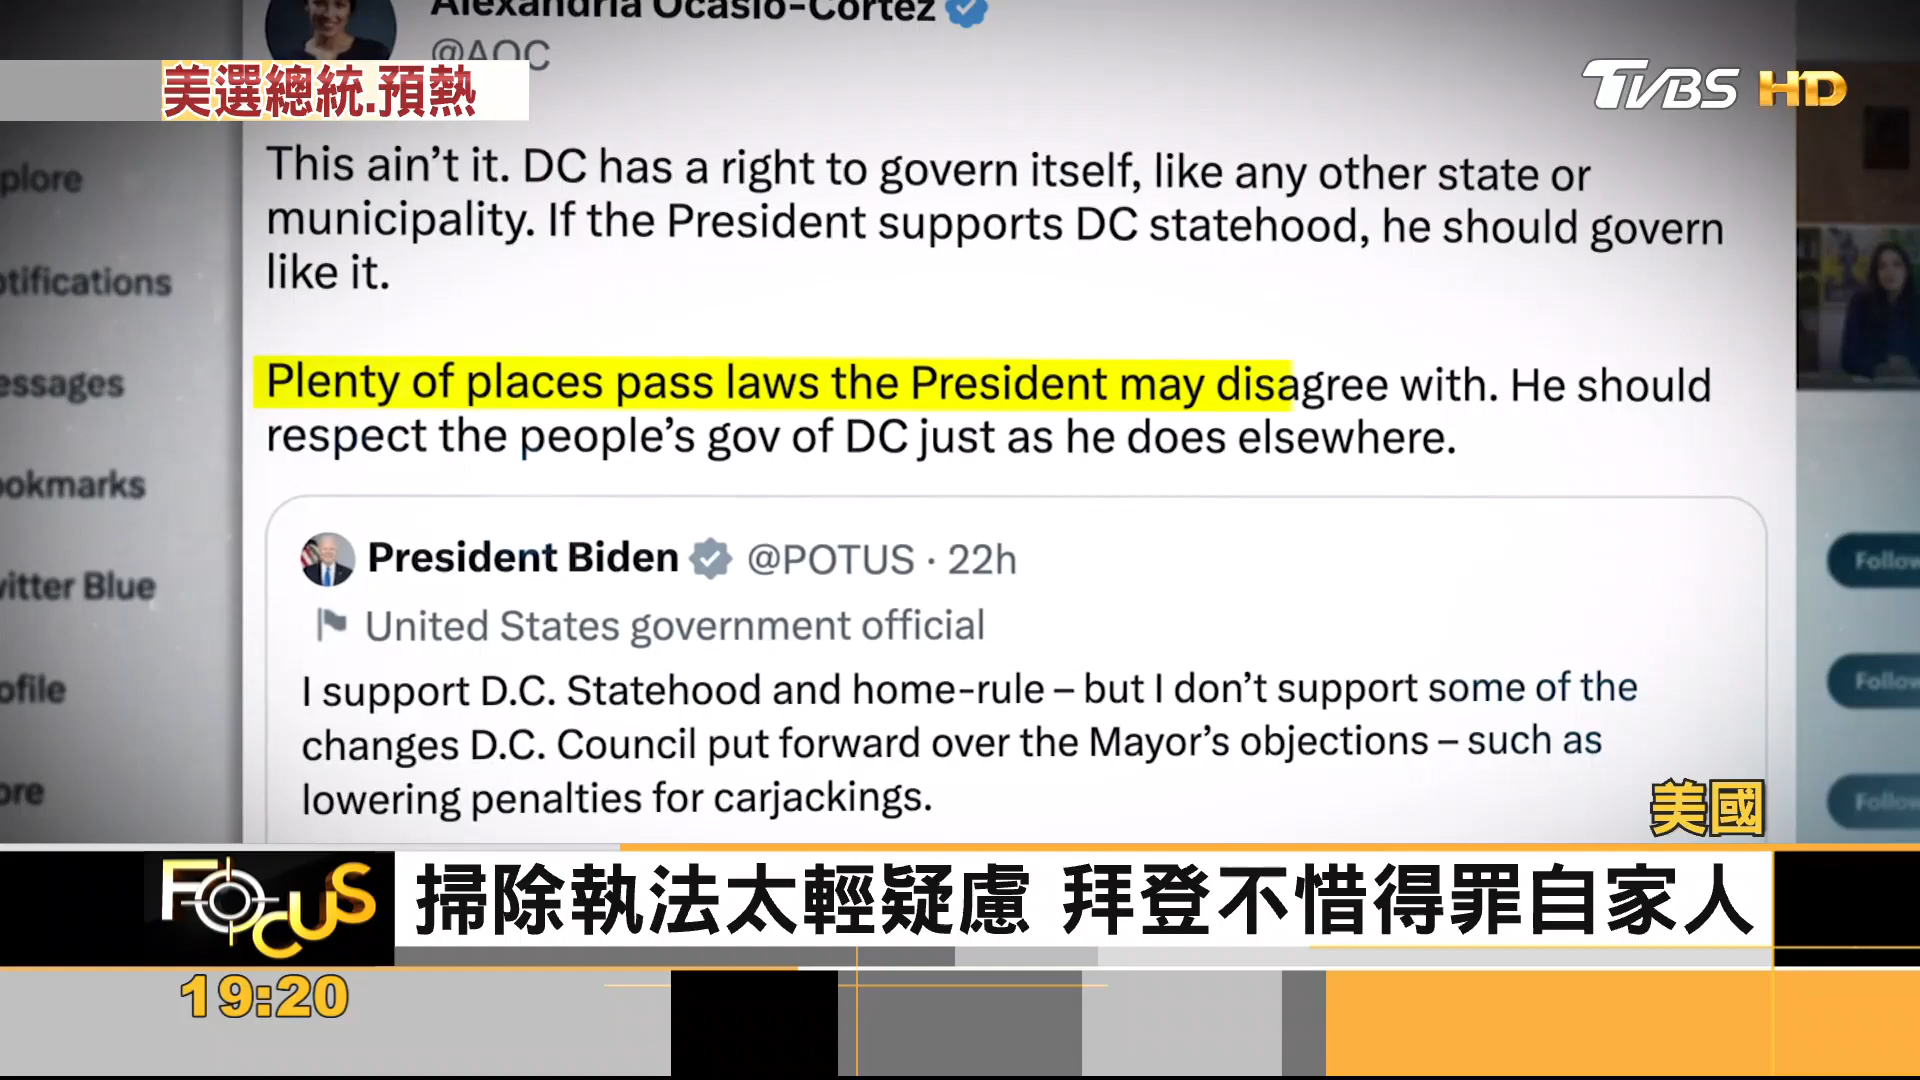 Alexandria Ocasio-Cortez
@AOC
美選總統.預熱
TVBS HD
This ain't it. DC has a right to govern itself, like any other state or
municipality. If the President supports DC statehood, he should govern
like it.
Plenty of places pass laws the President may disagree with. He should
respect the people's gov of DC just as he does elsewhere.
President Biden @POTUS · 22h
United States government official
I support D.C. Statehood and home-rule – but I don't support some of the
changes D.C. Council put forward over the Mayor's objections – such as
lowering penalties for carjackings.
plore
otifications
essages
ookmarks
witter Blue
ofile
ore
Follow
Follow
Follow
美國
FOCUS
掃除執法太輕疑慮 拜登不惜得罪自家人
19:20